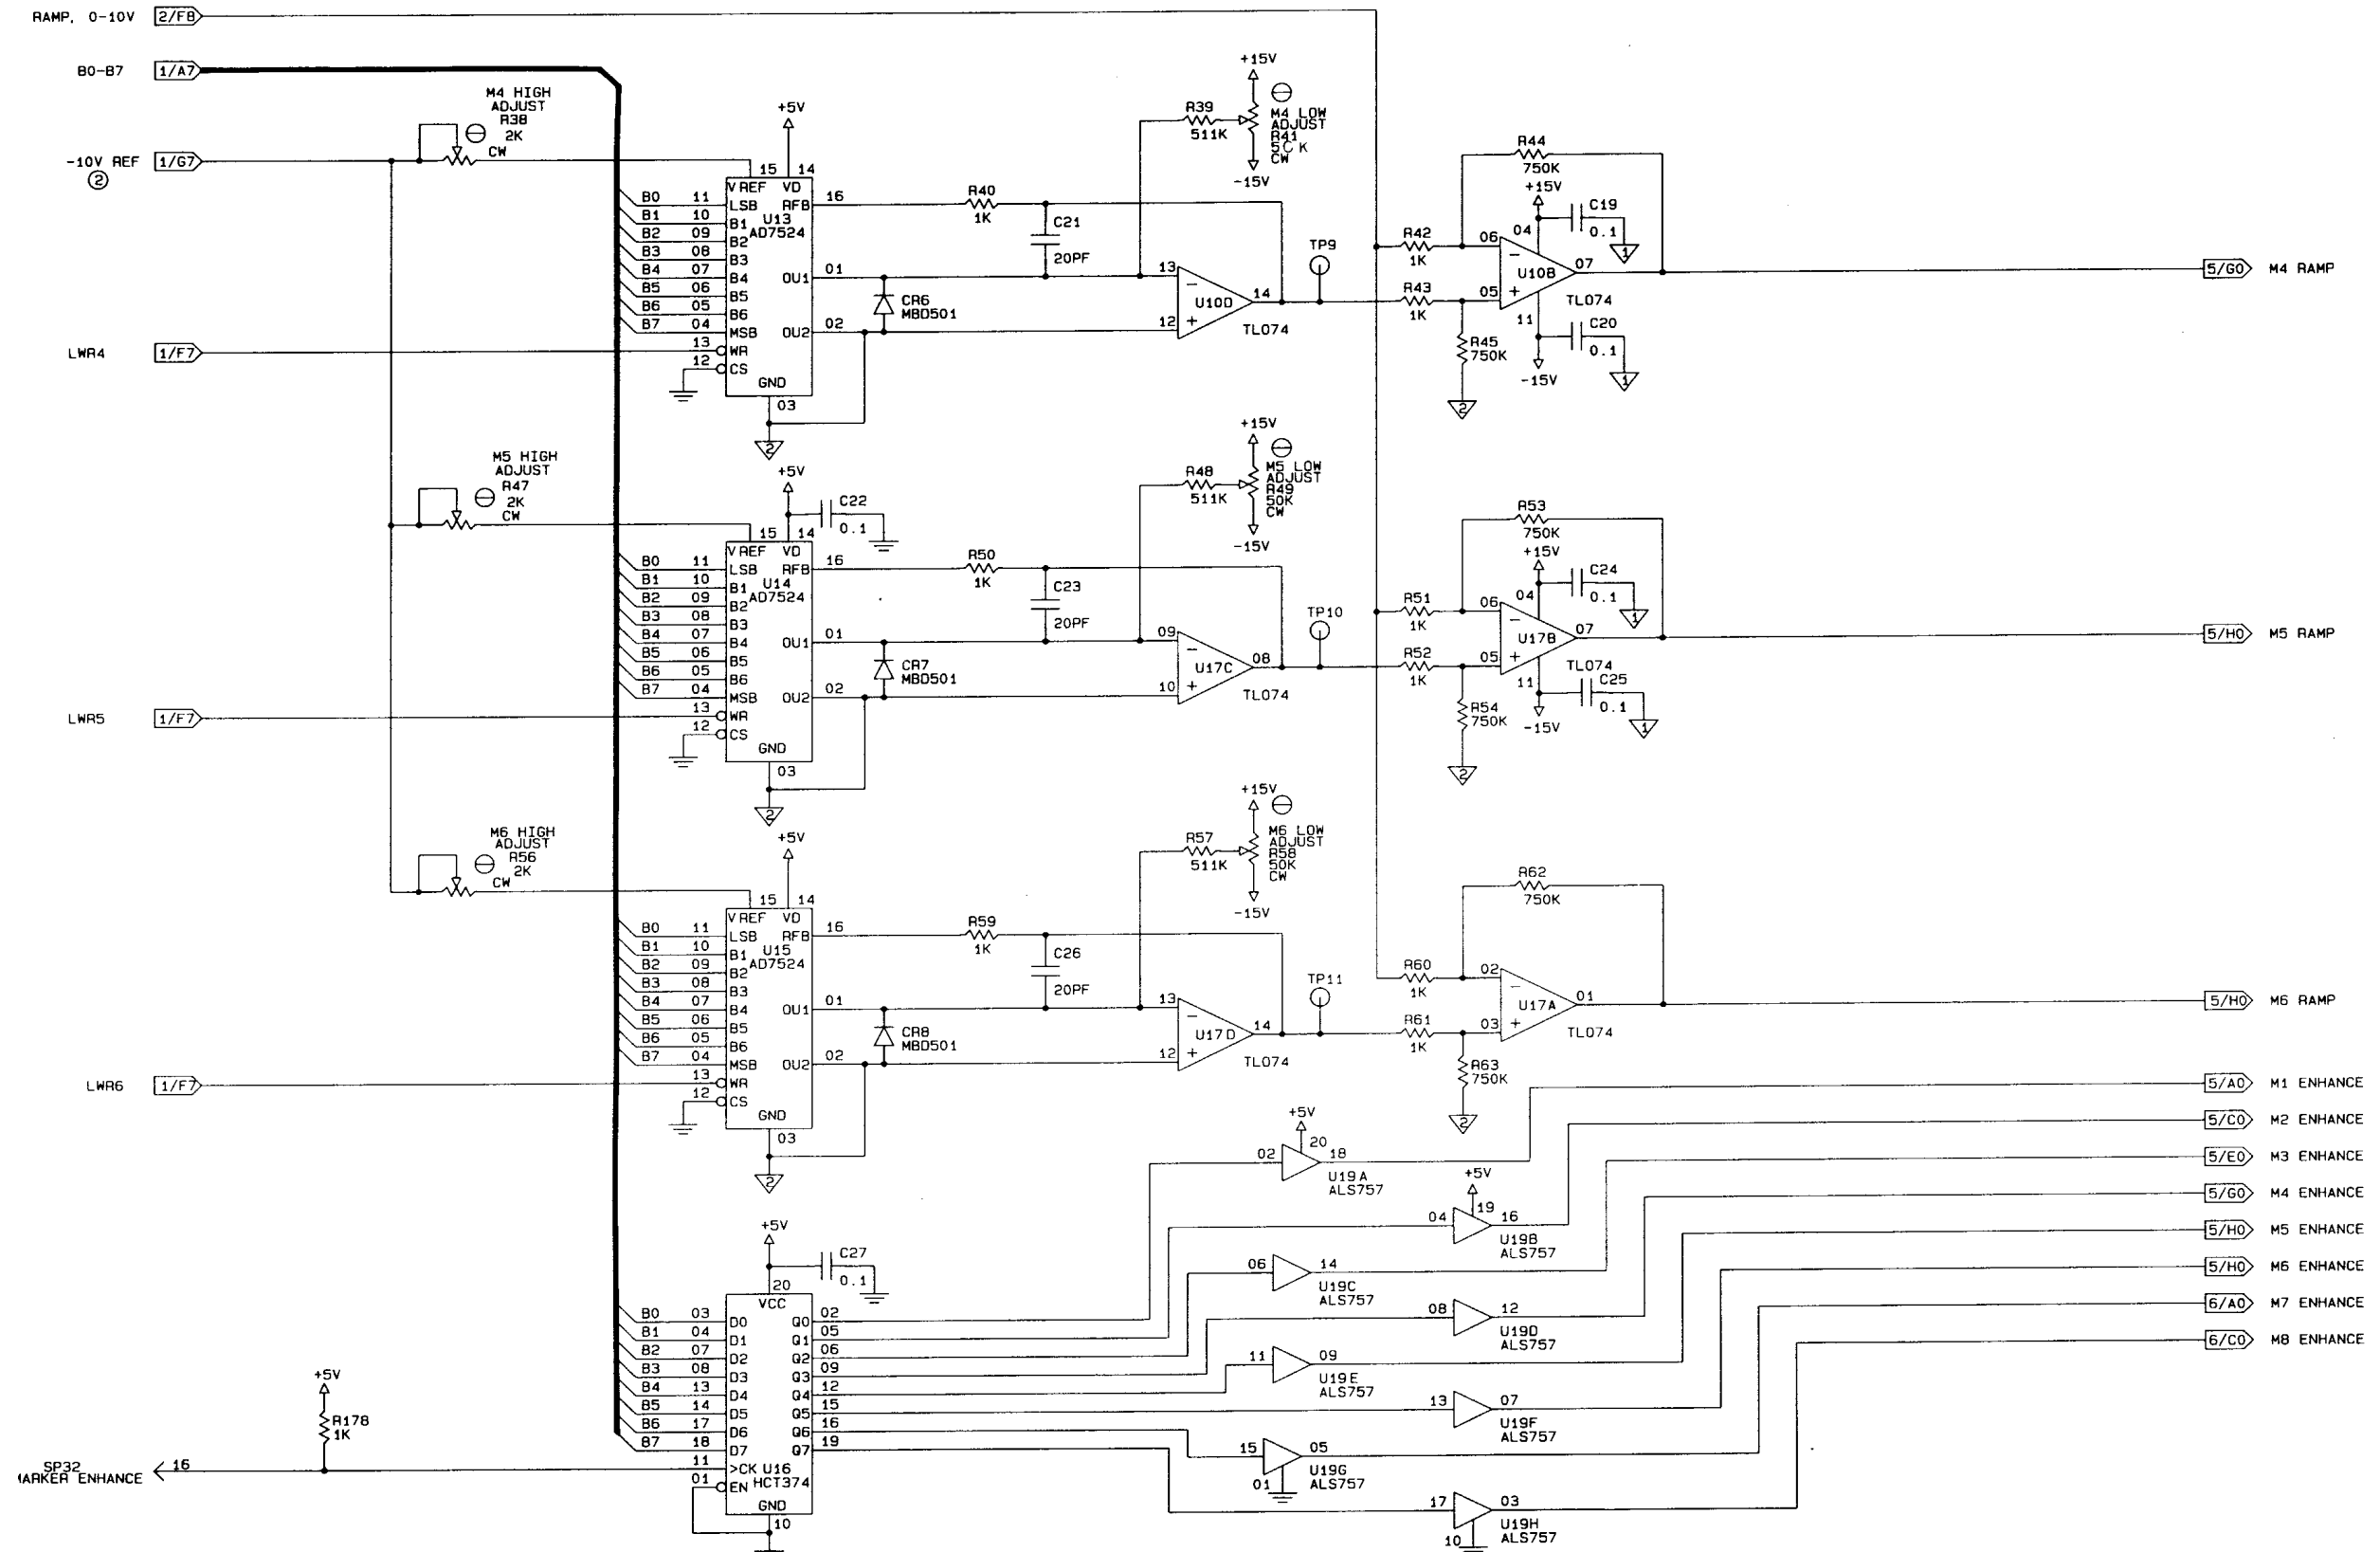 RAMP, 0-10V 2/F8
B0-B7 1/A7
-10V REF 1/G7
2
M4 HIGH
ADJUST
R38
2K
CW
+5V
15 14
V REF VD
LSB RFB
U13
AD7524
B0 11
B1 10 B1
B2 09 B2
B3 08 B3
B4 07 B4
B5 06 B5
B6 05 B6
B7 04 MSB
16
OU1 01
OU2 02
13 WR
12 CS
GND
03
2
LWR4 1/F7
R40
1K
C21
20PF
CR6
MBD501
R39
511K
+15V
M4 LOW
ADJUST
R41
CW
-15V
13
12
U10D
14
TL074
TP9
R42
1K
R43
1K
R44
750K
+15V
C19
0.1
1
04
06
05
U10B
07
TL074
11
C20
0.1
1
-15V
R45
750K
2
5/G0 M4 RAMP
M5 HIGH
ADJUST
R47
2K
CW
+5V
C22
0.1
15 14
V REF VD
LSB RFB
U14
AD7524
B0 11
B1 10 B1
B2 09 B2
B3 08 B3
B4 07 B4
B5 06 B5
B6 05 B6
B7 04 MSB
16
OU1 01
OU2 02
13 WR
12 CS
GND
03
2
LWR5 1/F7
R50
1K
C23
20PF
CR7
MBD501
R48
511K
+15V
M5 LOW
ADJUST
R49
50K
CW
-15V
09
10
U17C
08
TL074
TP10
R51
1K
R52
1K
R53
750K
+15V
C24
0.1
1
04
06
05
U17B
07
TL074
11
C25
0.1
1
-15V
R54
750K
2
5/H0 M5 RAMP
M6 HIGH
ADJUST
R56
2K
CW
+5V
15 14
V REF VD
LSB RFB
U15
AD7524
B0 11
B1 10 B1
B2 09 B2
B3 08 B3
B4 07 B4
B5 06 B5
B6 05 B6
B7 04 MSB
16
OU1 01
OU2 02
13 WR
12 CS
GND
03
2
LWR6 1/F7
R59
1K
C26
20PF
CR8
MBD501
R57
511K
+15V
M6 LOW
ADJUST
R58
50K
CW
-15V
13
12
U17D
14
TL074
TP11
R60
1K
R61
1K
R62
750K
02
03
U17A
01
TL074
R63
750K
2
5/H0 M6 RAMP
5/A0 M1 ENHANCE
5/C0 M2 ENHANCE
5/E0 M3 ENHANCE
5/G0 M4 ENHANCE
5/H0 M5 ENHANCE
5/H0 M6 ENHANCE
6/A0 M7 ENHANCE
6/C0 M8 ENHANCE
+5V
02 20 18
U19A
ALS757
+5V
04 19 16
U19B
ALS757
06 14
U19C
ALS757
08 12
U19D
ALS757
11 09
U19E
ALS757
13 07
U19F
ALS757
15 05
01
U19G
ALS757
17 03
10
U19H
ALS757
+5V
C27
0.1
20
VCC
B0 03 D0 Q0 02
B1 04 D1 Q1 05
B2 07 D2 Q2 06
B3 08 D3 Q3 09
B4 13 D4 Q4 12
B5 14 D5 Q5 15
B6 17 D6 Q6 16
B7 18 D7 Q7 19
11 >CK U16
01 EN HCT374
GND
10
+5V
R178
1K
SP32
ARKER ENHANCE 16